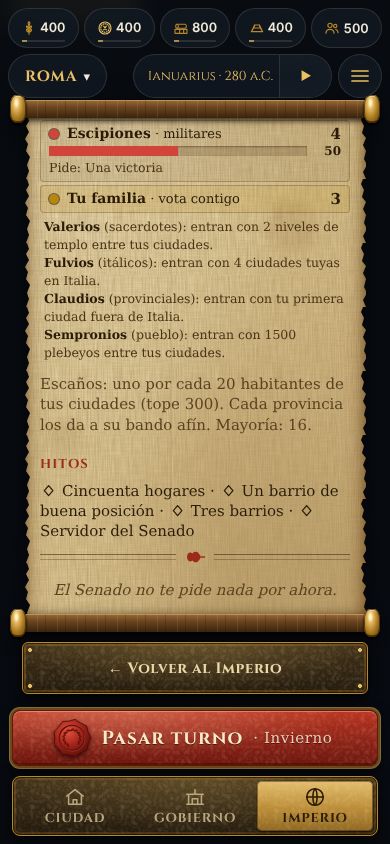 400 400 800 400 500
ROMA ▼ IANUARIUS · 280 A.C. ▶
Escipiones · militares 4
50
Pide: Una victoria
Tu familia · vota contigo 3
Valerios (sacerdotes): entran con 2 niveles de
templo entre tus ciudades.
Fulvios (itálicos): entran con 4 ciudades tuyas
en Italia.
Claudios (provinciales): entran con tu primera
ciudad fuera de Italia.
Sempronios (pueblo): entran con 1500
plebeyos entre tus ciudades.
Escaños: uno por cada 20 habitantes de
tus ciudades (tope 300). Cada provincia
los da a su bando afín. Mayoría: 16.
HITOS
◇ Cincuenta hogares · ◇ Un barrio de
buena posición · ◇ Tres barrios · ◇
Servidor del Senado
El Senado no te pide nada por ahora.
← VOLVER AL IMPERIO
PASAR TURNO · Invierno
CIUDAD GOBIERNO IMPERIO